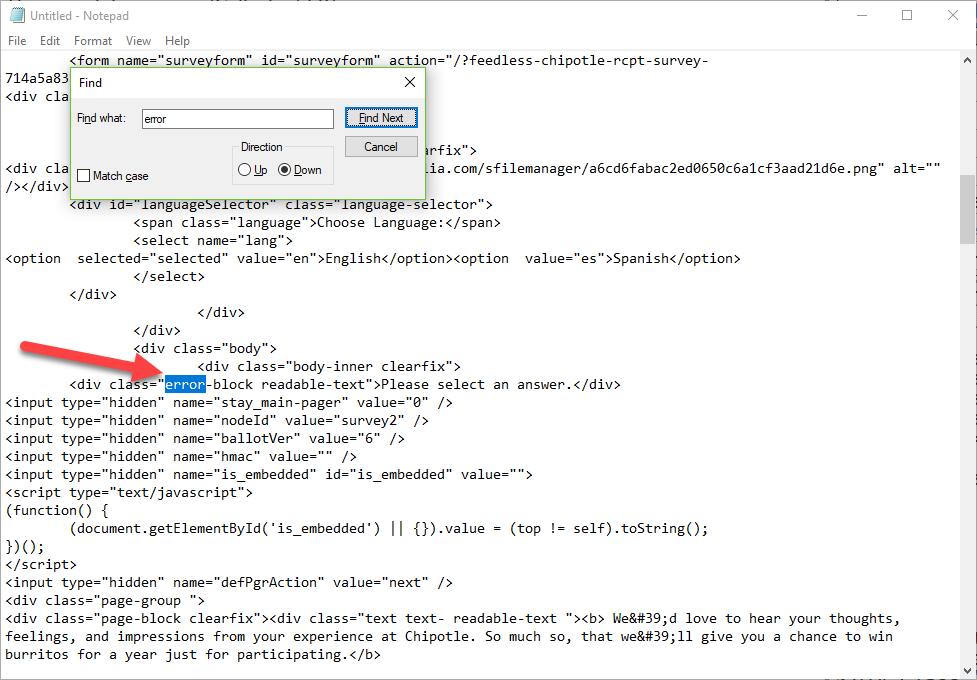 Untitled - Notepad
File Edit Format View Help
<form name="surveyform" id="surveyform" action="/?feedless-chipotle-rcpt-survey-
714a5a83
<div cla
Find
Find what: error Find Next
Cancel
Direction
Up Down
Match case
arfix">
<div clas lia.com/sfilemanager/a6cd6fabac2ed0650c6a1cf3aad21d6e.png" alt=""
/></div>
<div id="languageSelector" class="language-selector">
<span class="language">Choose Language:</span>
<select name="lang">
<option  selected="selected" value="en">English</option><option  value="es">Spanish</option>
</select>
</div>
</div>
</div>
<div class="body">
<div class="body-inner clearfix">
<div class="error-block readable-text">Please select an answer.</div>
<input type="hidden" name="stay_main-pager" value="0" />
<input type="hidden" name="nodeId" value="survey2" />
<input type="hidden" name="ballotVer" value="6" />
<input type="hidden" name="hmac" value="" />
<input type="hidden" name="is_embedded" id="is_embedded" value="">
<script type="text/javascript">
(function() {
(document.getElementById('is_embedded') || {}).value = (top != self).toString();
})();
</script>
<input type="hidden" name="defPgrAction" value="next" />
<div class="page-group ">
<div class="page-block clearfix"><div class="text text- readable-text "><b> We&#39;d love to hear your thoughts,
feelings, and impressions from your experience at Chipotle. So much so, that we&#39;ll give you a chance to win
burritos for a year just for participating.</b>